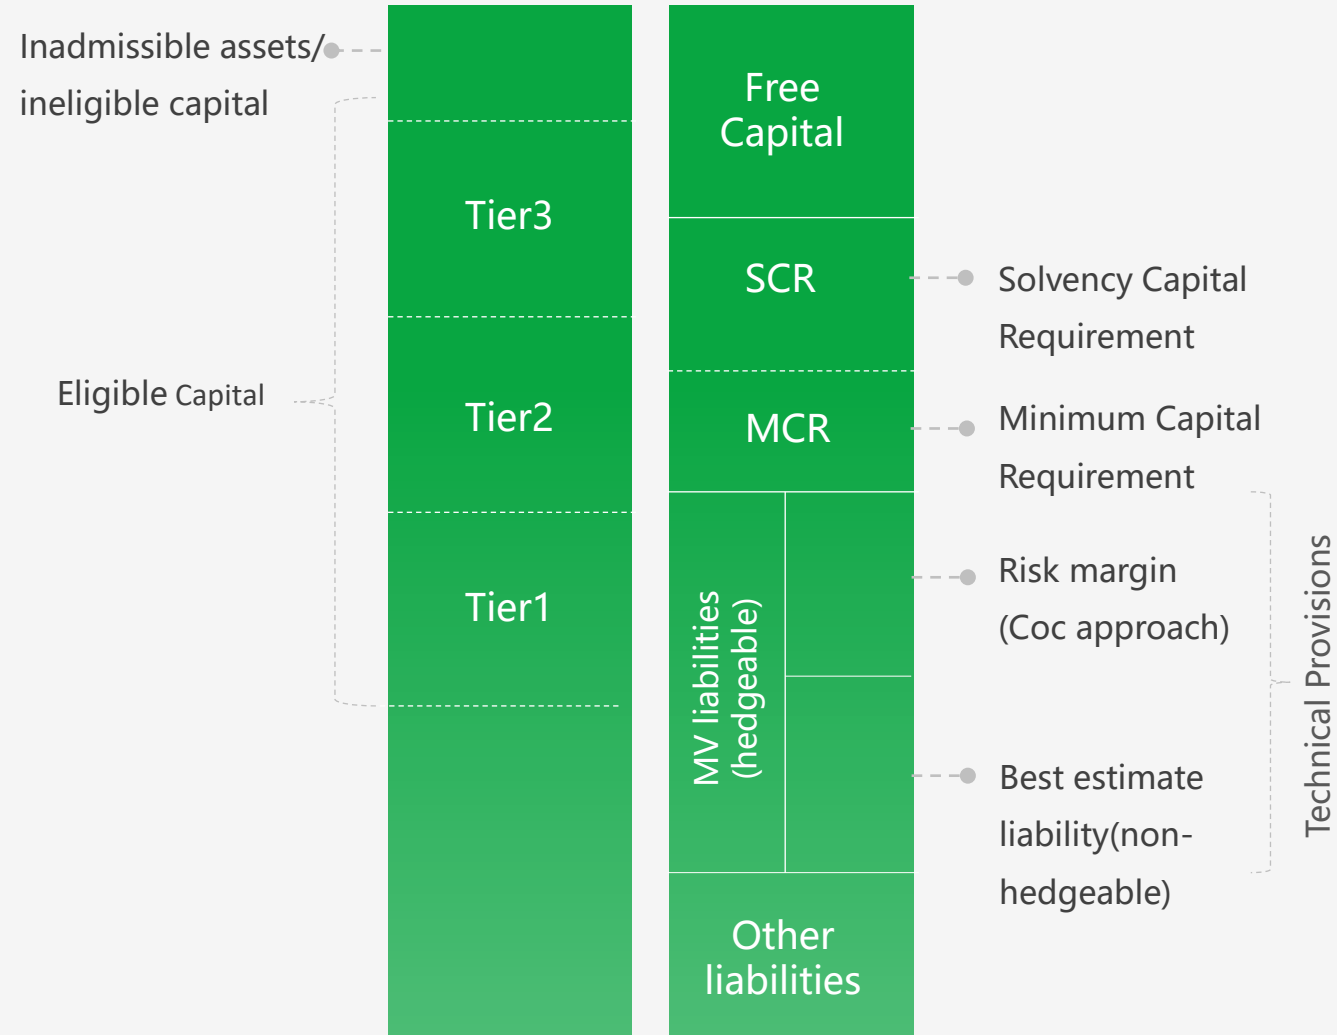 Inadmissible assets/
ineligible capital
Eligible Capital
Tier3
Tier2
Tier1
Free
Capital
SCR
MCR
MV liabilities
(hedgeable)
Other
liabilities
Solvency Capital
Requirement
Minimum Capital
Requirement
Risk margin
(Coc approach)
Best estimate
liability(non-
hedgeable)
Technical Provisions